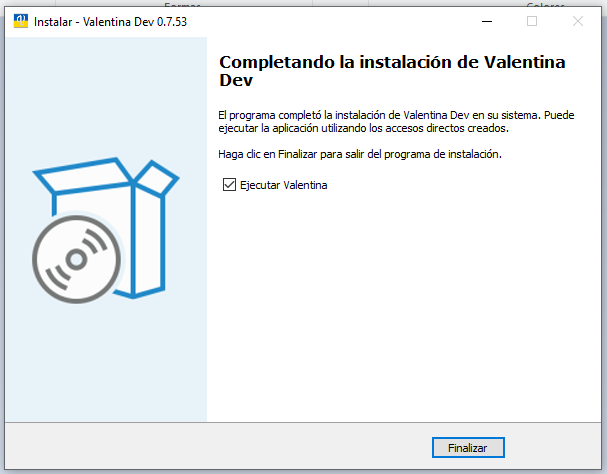 Formas
Colores
Instalar - Valentina Dev 0.7.53
Completando la instalación de Valentina
Dev
El programa completó la instalación de Valentina Dev en su sistema. Puede
ejecutar la aplicación utilizando los accesos directos creados.
Haga clic en Finalizar para salir del programa de instalación.
Ejecutar Valentina
Finalizar